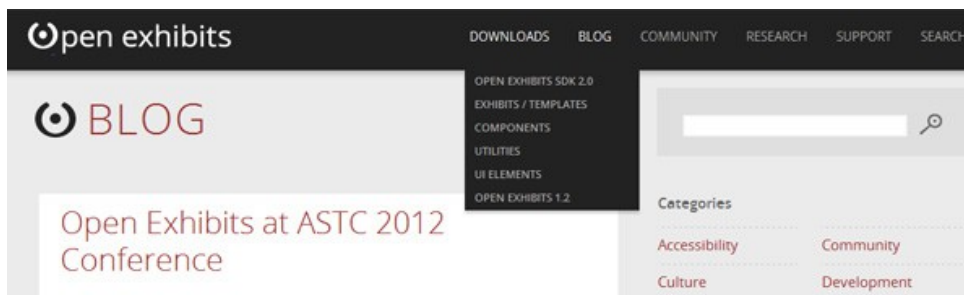 Open exhibits
DOWNLOADS BLOG COMMUNITY RESEARCH SUPPORT SEARCH
OPEN EXHIBITS SDK 2.0
EXHIBITS / TEMPLATES
COMPONENTS
UTILITIES
UI ELEMENTS
OPEN EXHIBITS 1.2
BLOG
Open Exhibits at ASTC 2012
Conference
Categories
Accessibility Community
Culture Development